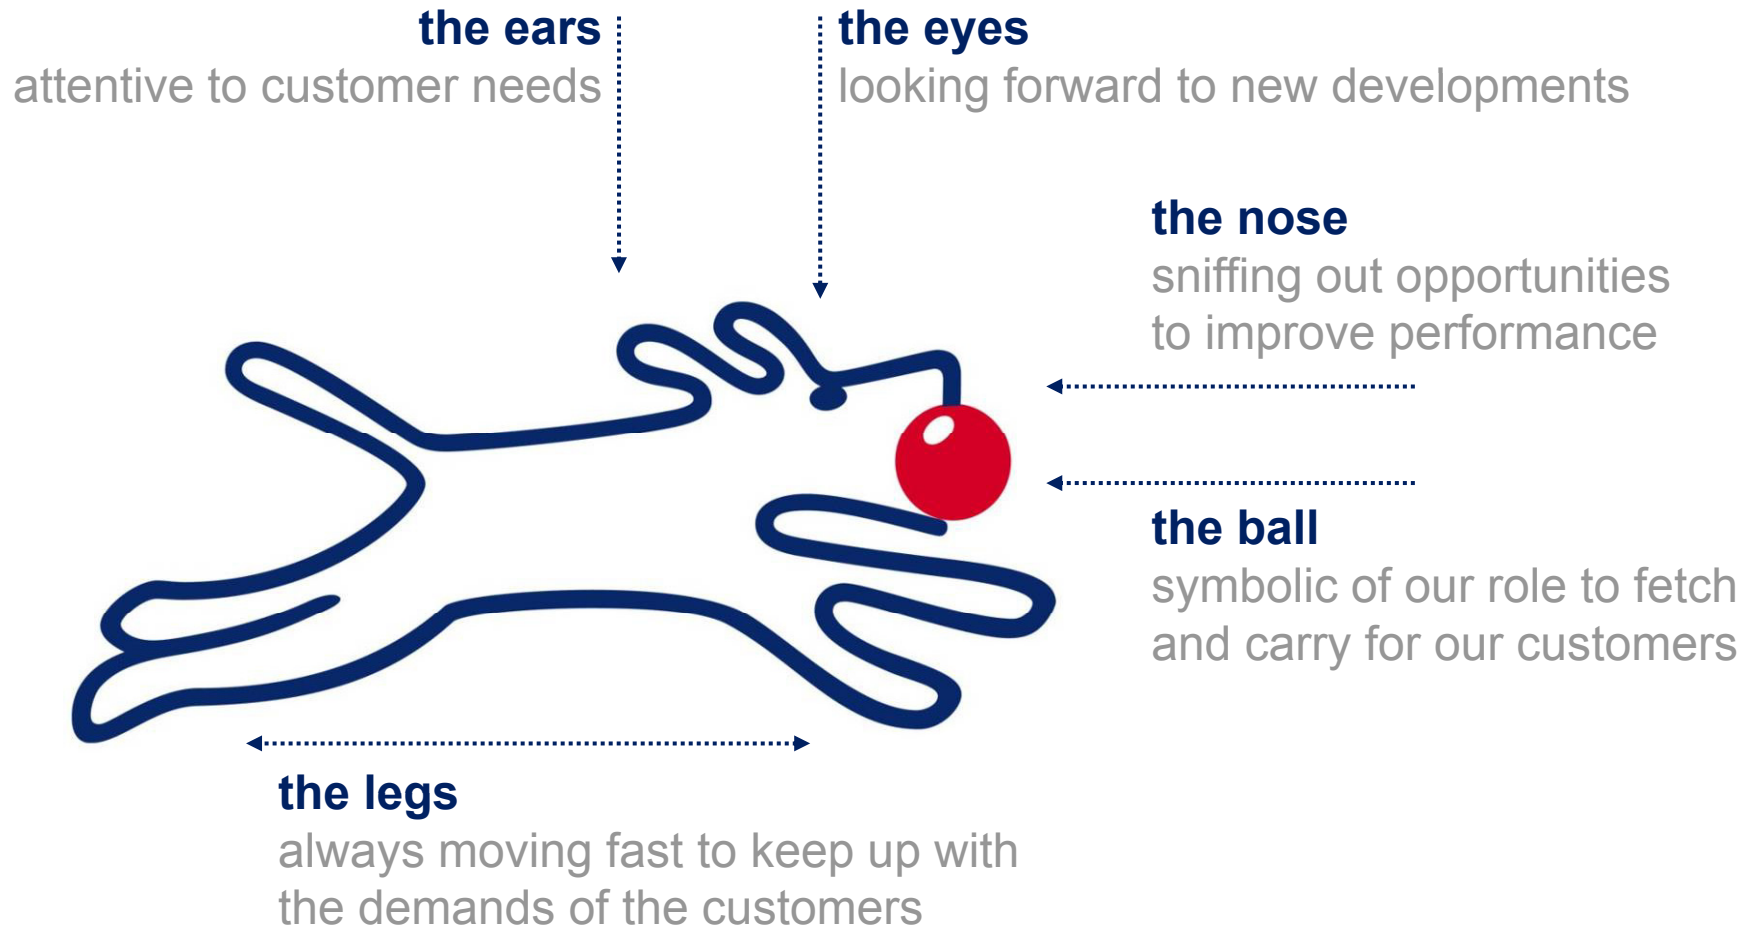 the ears
attentive to customer needs
the eyes
looking forward to new developments
the nose
sniffing out opportunities
to improve performance
the ball
symbolic of our role to fetch
and carry for our customers
the legs
always moving fast to keep up with
the demands of the customers